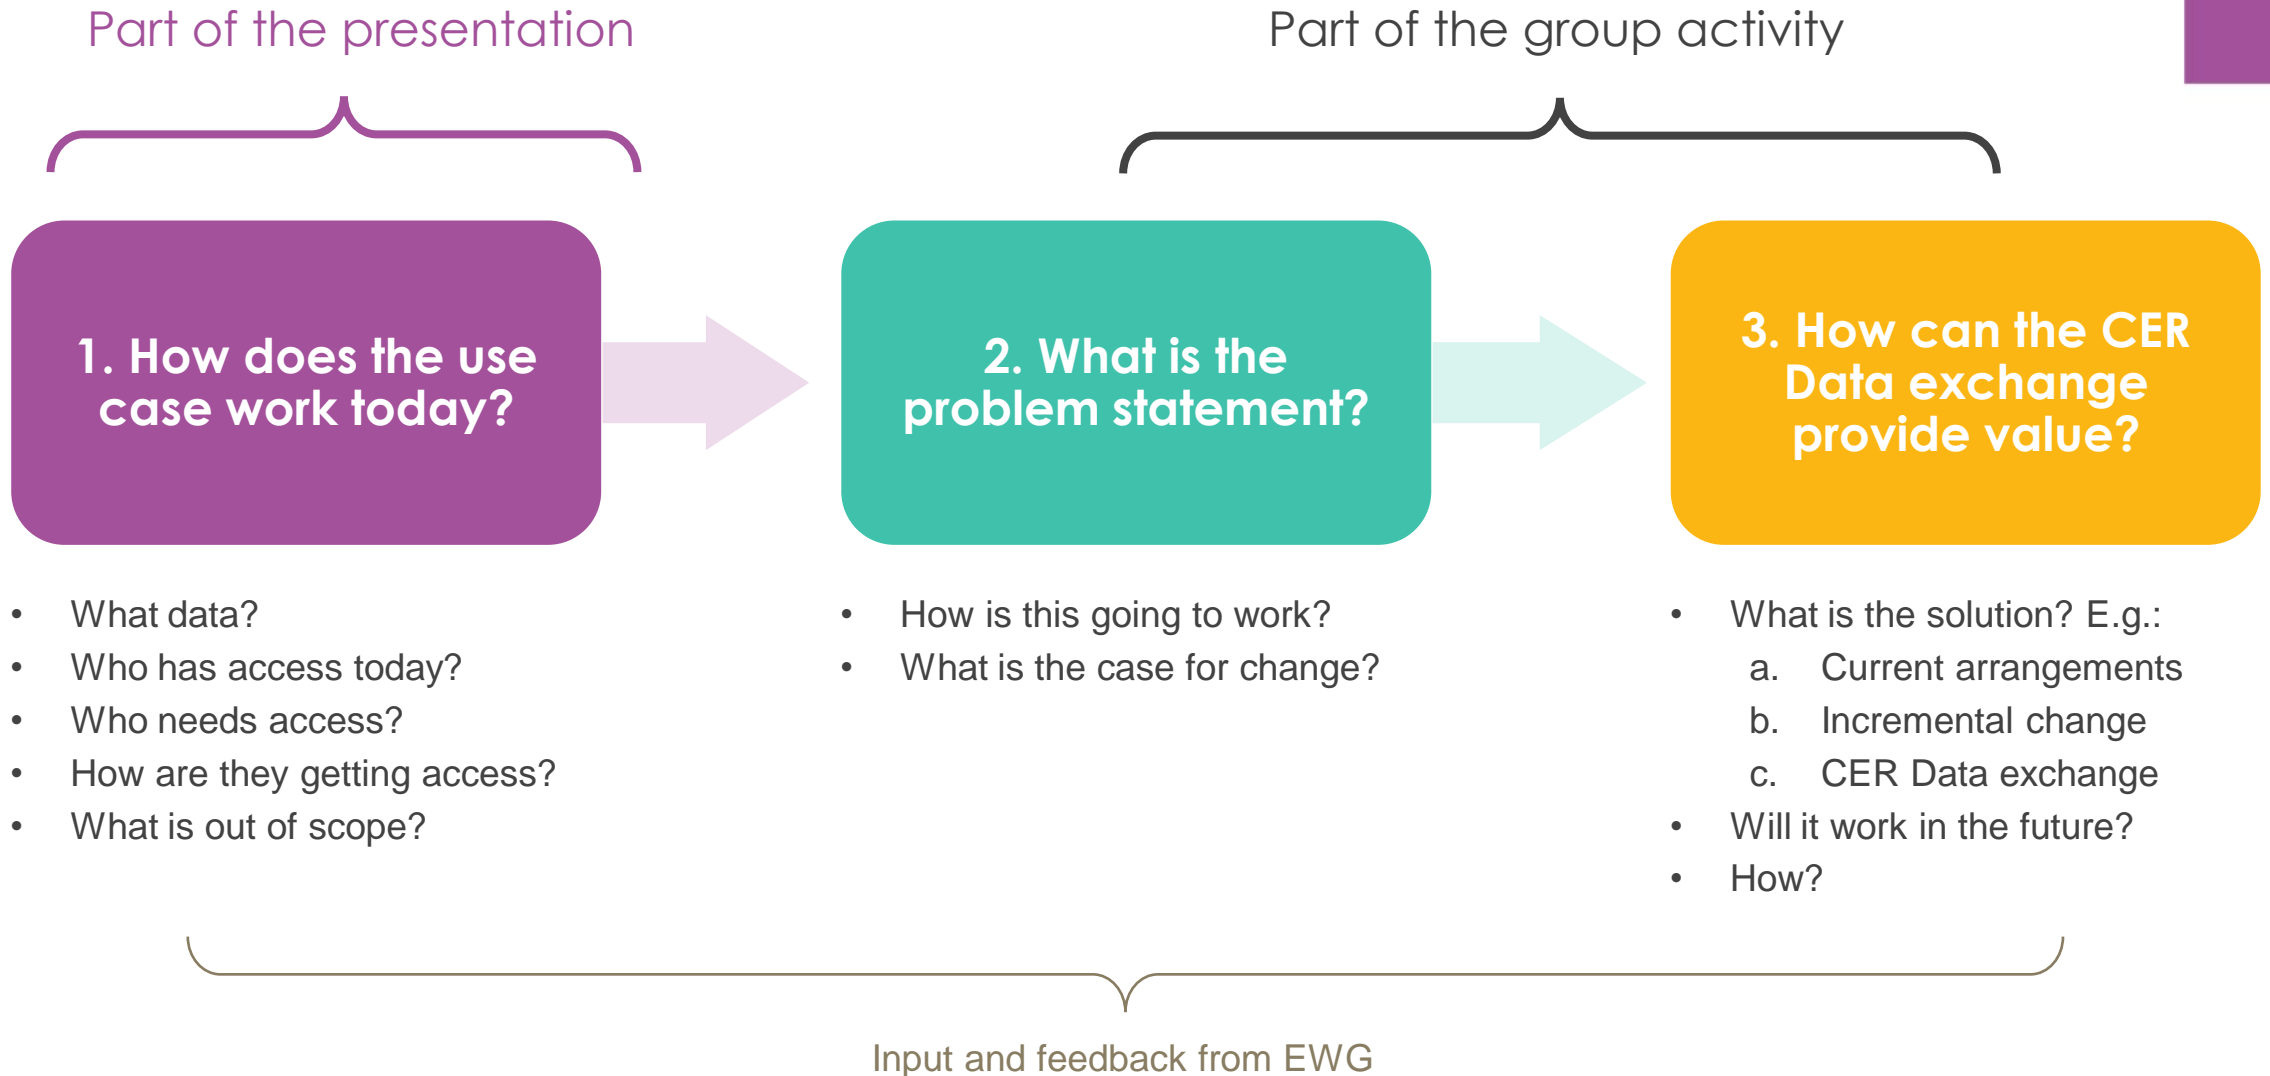 Part of the presentation
Part of the group activity
1. How does the use
case work today?
2. What is the
problem statement?
3. How can the CER
Data exchange
provide value?
• What data?
• Who has access today?
• Who needs access?
• How are they getting access?
• What is out of scope?
• How is this going to work?
• What is the case for change?
• What is the solution? E.g.:
a. Current arrangements
b. Incremental change
c. CER Data exchange
• Will it work in the future?
• How?
Input and feedback from EWG